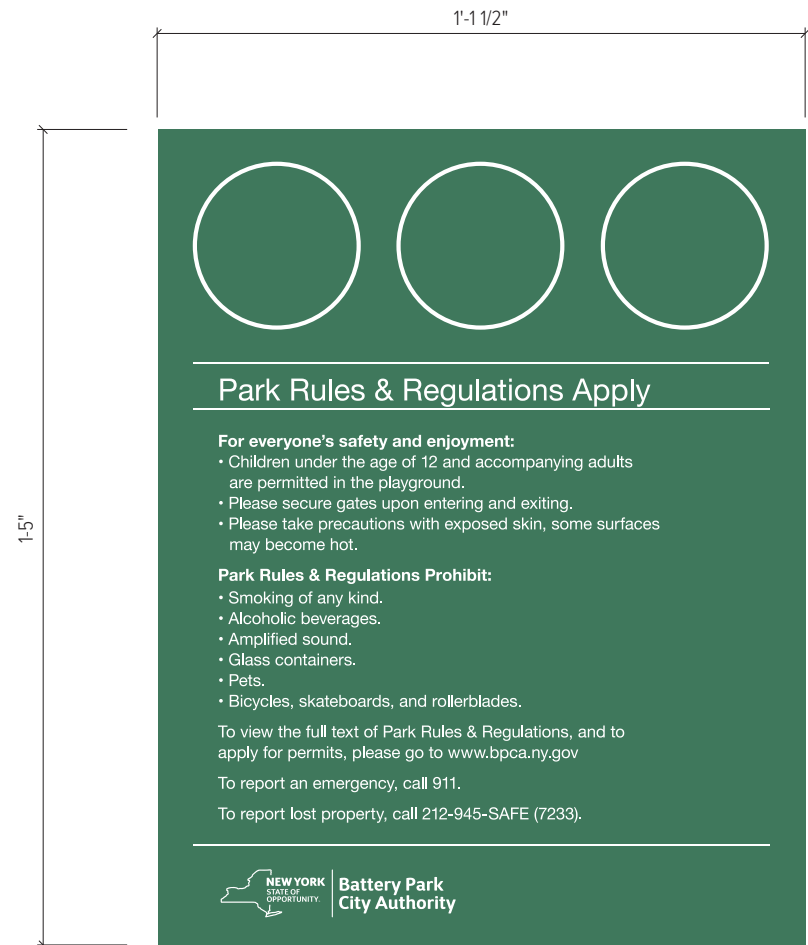 1'-1 1/2"
1-5"
Park Rules & Regulations Apply
For everyone’s safety and enjoyment:
• Children under the age of 12 and accompanying adults
are permitted in the playground.
• Please secure gates upon entering and exiting.
• Please take precautions with exposed skin, some surfaces
may become hot.
Park Rules & Regulations Prohibit:
• Smoking of any kind.
• Alcoholic beverages.
• Amplified sound.
• Glass containers.
• Pets.
• Bicycles, skateboards, and rollerblades.
To view the full text of Park Rules & Regulations, and to
apply for permits, please go to www.bpca.ny.gov
To report an emergency, call 911.
To report lost property, call 212-945-SAFE (7233).
NEW YORK
STATE OF
OPPORTUNITY.
Battery Park
City Authority